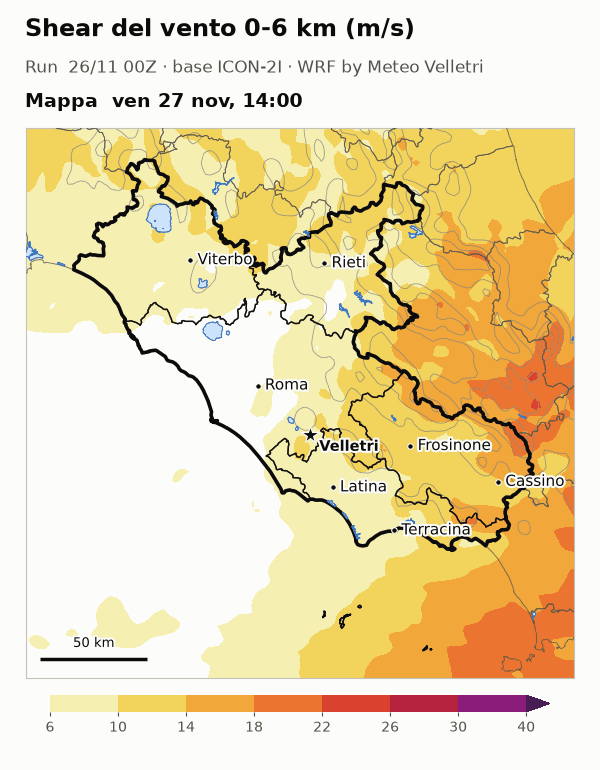 Shear del vento 0-6 km (m/s)
Run  26/11 00Z · base ICON-2I · WRF by Meteo Velletri
Mappa  ven 27 nov, 14:00
Viterbo
Rieti
Roma
Velletri
Frosinone
Cassino
Latina
Terracina
50 km
6 10 14 18 22 26 30 40